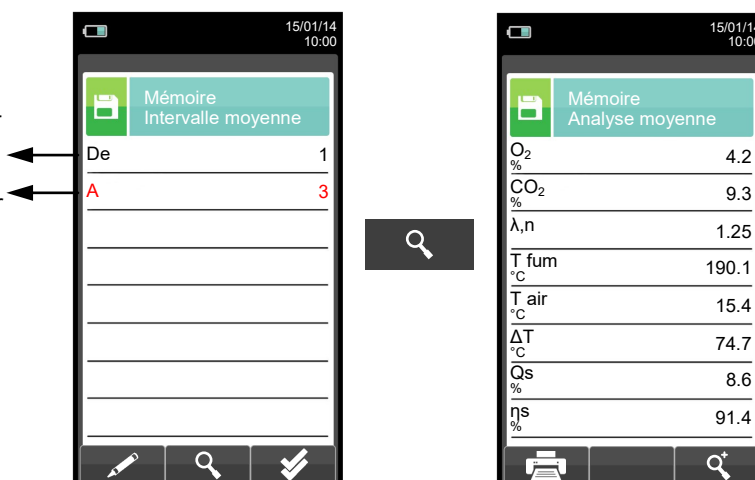 15/01/14
10:00
Mémoire
Intervalle moyenne
De 1
A 3
15/01/14
10:00
Mémoire
Analyse moyenne
O₂ % 4.2
CO₂ % 9.3
λ,n 1.25
T fum °C 190.1
T air °C 15.4
ΔT °C 74.7
Qs % 8.6
ηs % 91.4